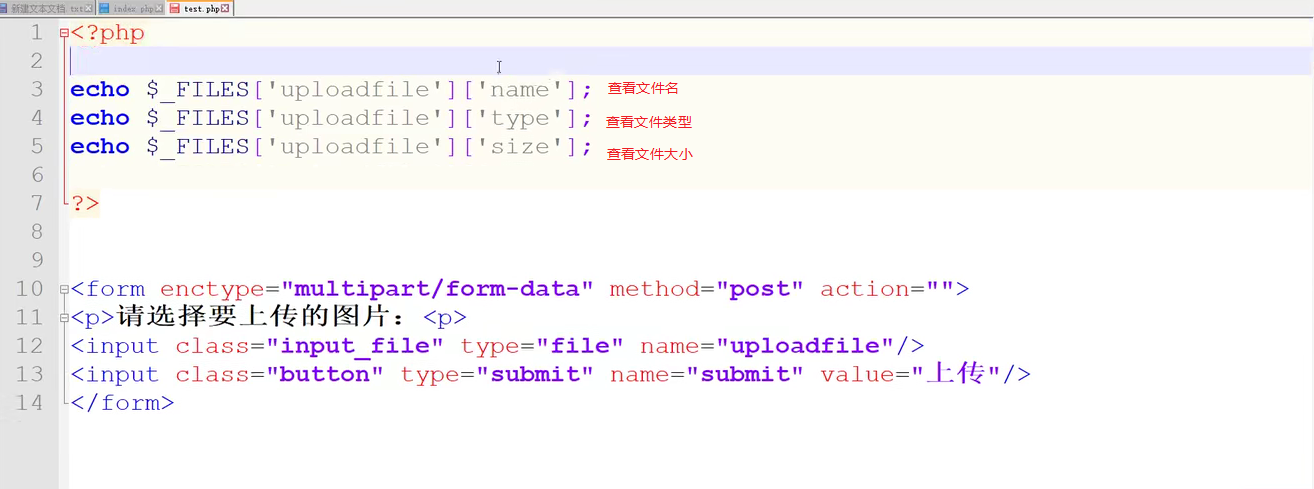 新建文本文档.txt index.php test.php
1 <?php
2
3 echo $_FILES['uploadfile']['name']; 查看文件名
4 echo $_FILES['uploadfile']['type']; 查看文件类型
5 echo $_FILES['uploadfile']['size']; 查看文件大小
6
7 ?>
8
9
10 <form enctype="multipart/form-data" method="post" action="">
11 <p>请选择要上传的图片：<p>
12 <input class="input_file" type="file" name="uploadfile"/>
13 <input class="button" type="submit" name="submit" value="上传"/>
14 </form>